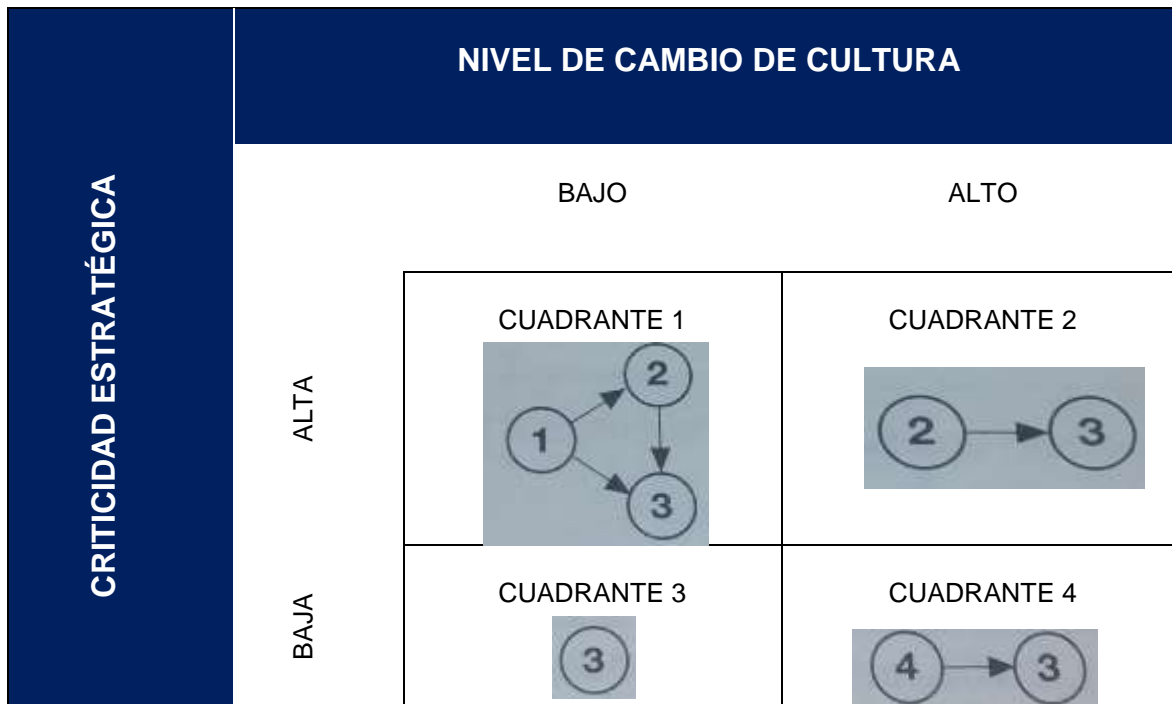 NIVEL DE CAMBIO DE CULTURA
CRITICIDAD ESTRATÉGICA
BAJO
ALTO
ALTA
CUADRANTE 1
1
2
3
CUADRANTE 2
2
3
BAJA
CUADRANTE 3
3
CUADRANTE 4
4
3